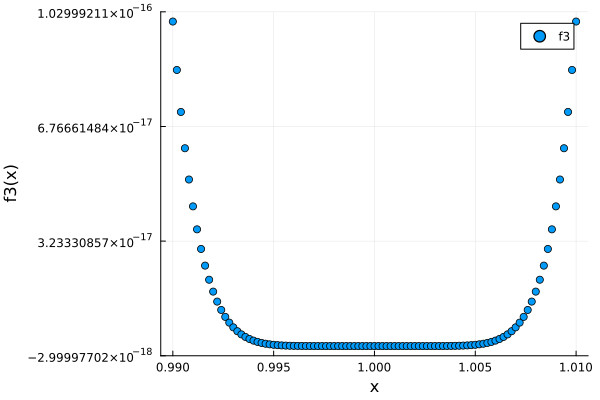 1.02999211×10⁻¹⁶
f3
6.76661484×10⁻¹⁷
f3(x)
3.23330857×10⁻¹⁷
−2.99997702×10⁻¹⁸
0.990 0.995 1.000 1.005 1.010
x